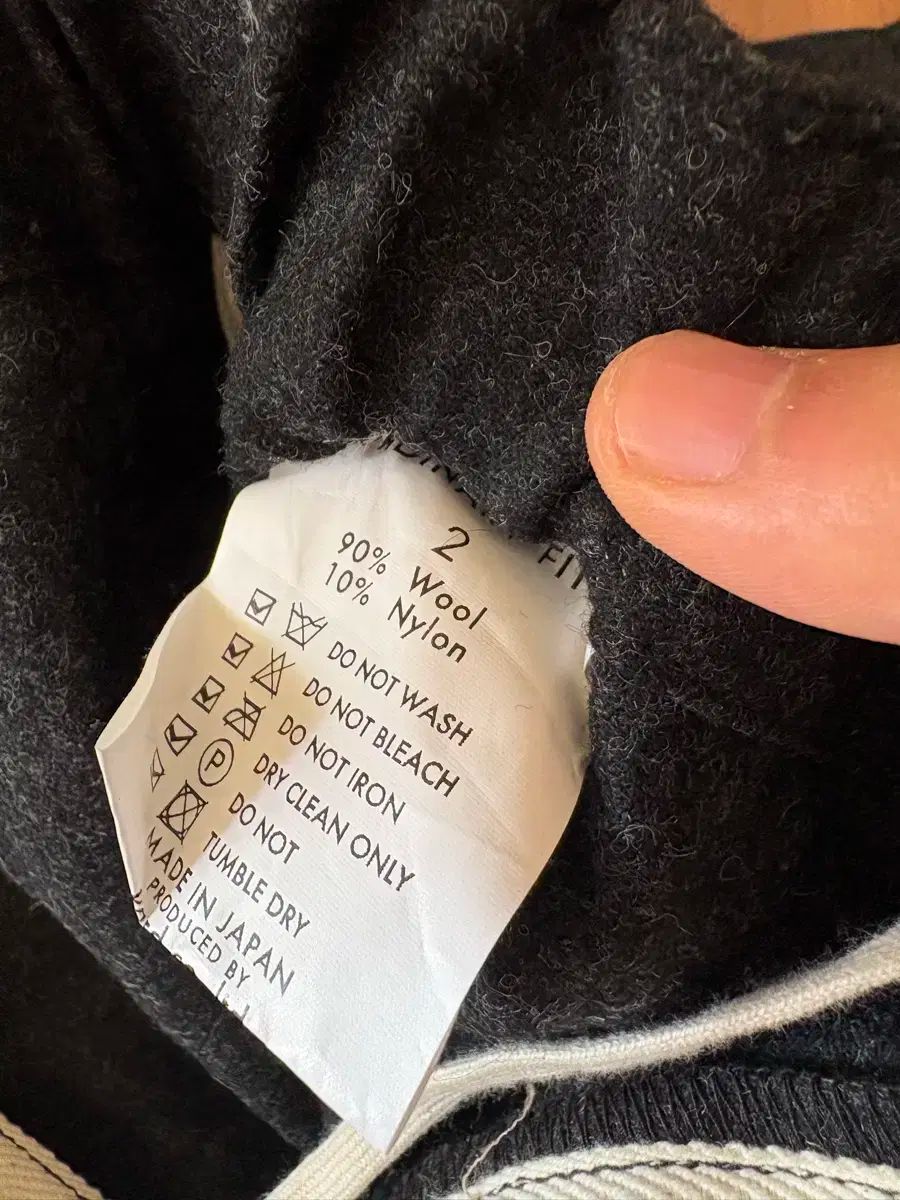 2 FIT
90% Wool
10% Nylon
DO NOT WASH
DO NOT BLEACH
DO NOT IRON
P DRY CLEAN ONLY
DO NOT
TUMBLE DRY
MADE IN JAPAN
PRODUCED BY